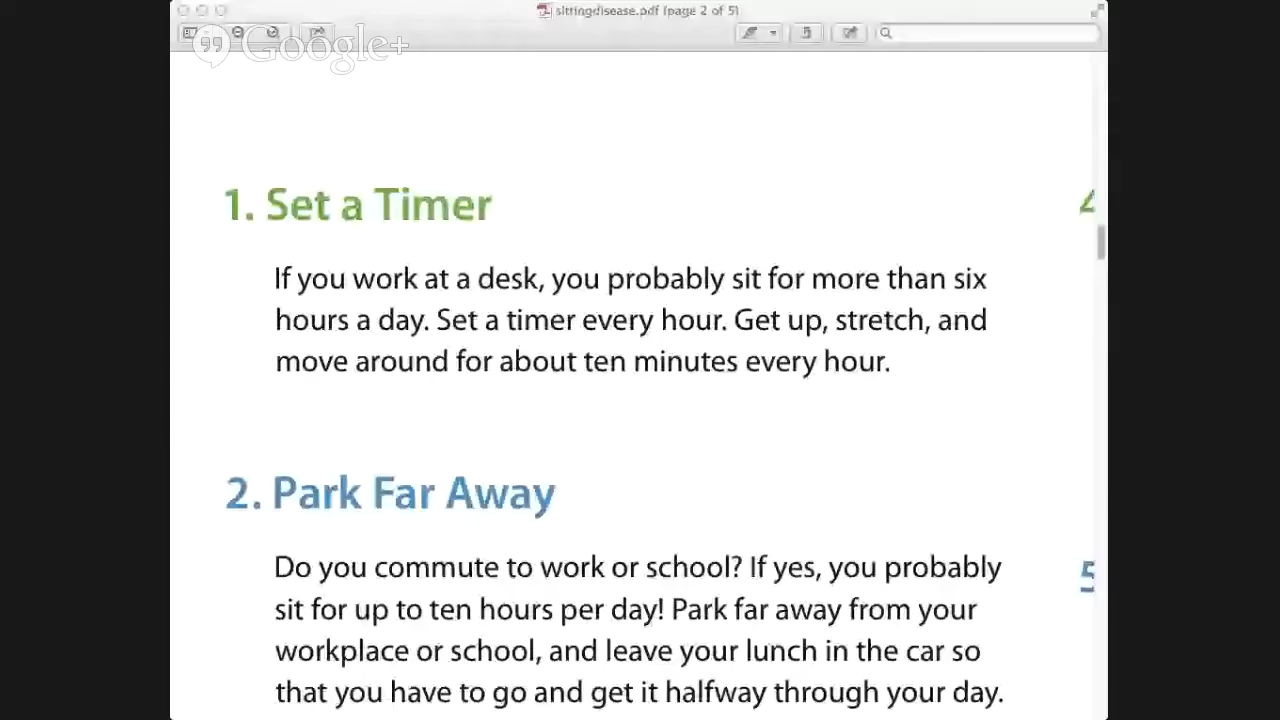 sittingdisease.pdf (page 2 of 5)
Google+
1. Set a Timer
If you work at a desk, you probably sit for more than six
hours a day. Set a timer every hour. Get up, stretch, and
move around for about ten minutes every hour.
2. Park Far Away
Do you commute to work or school? If yes, you probably
sit for up to ten hours per day! Park far away from your
workplace or school, and leave your lunch in the car so
that you have to go and get it halfway through your day.
4
5